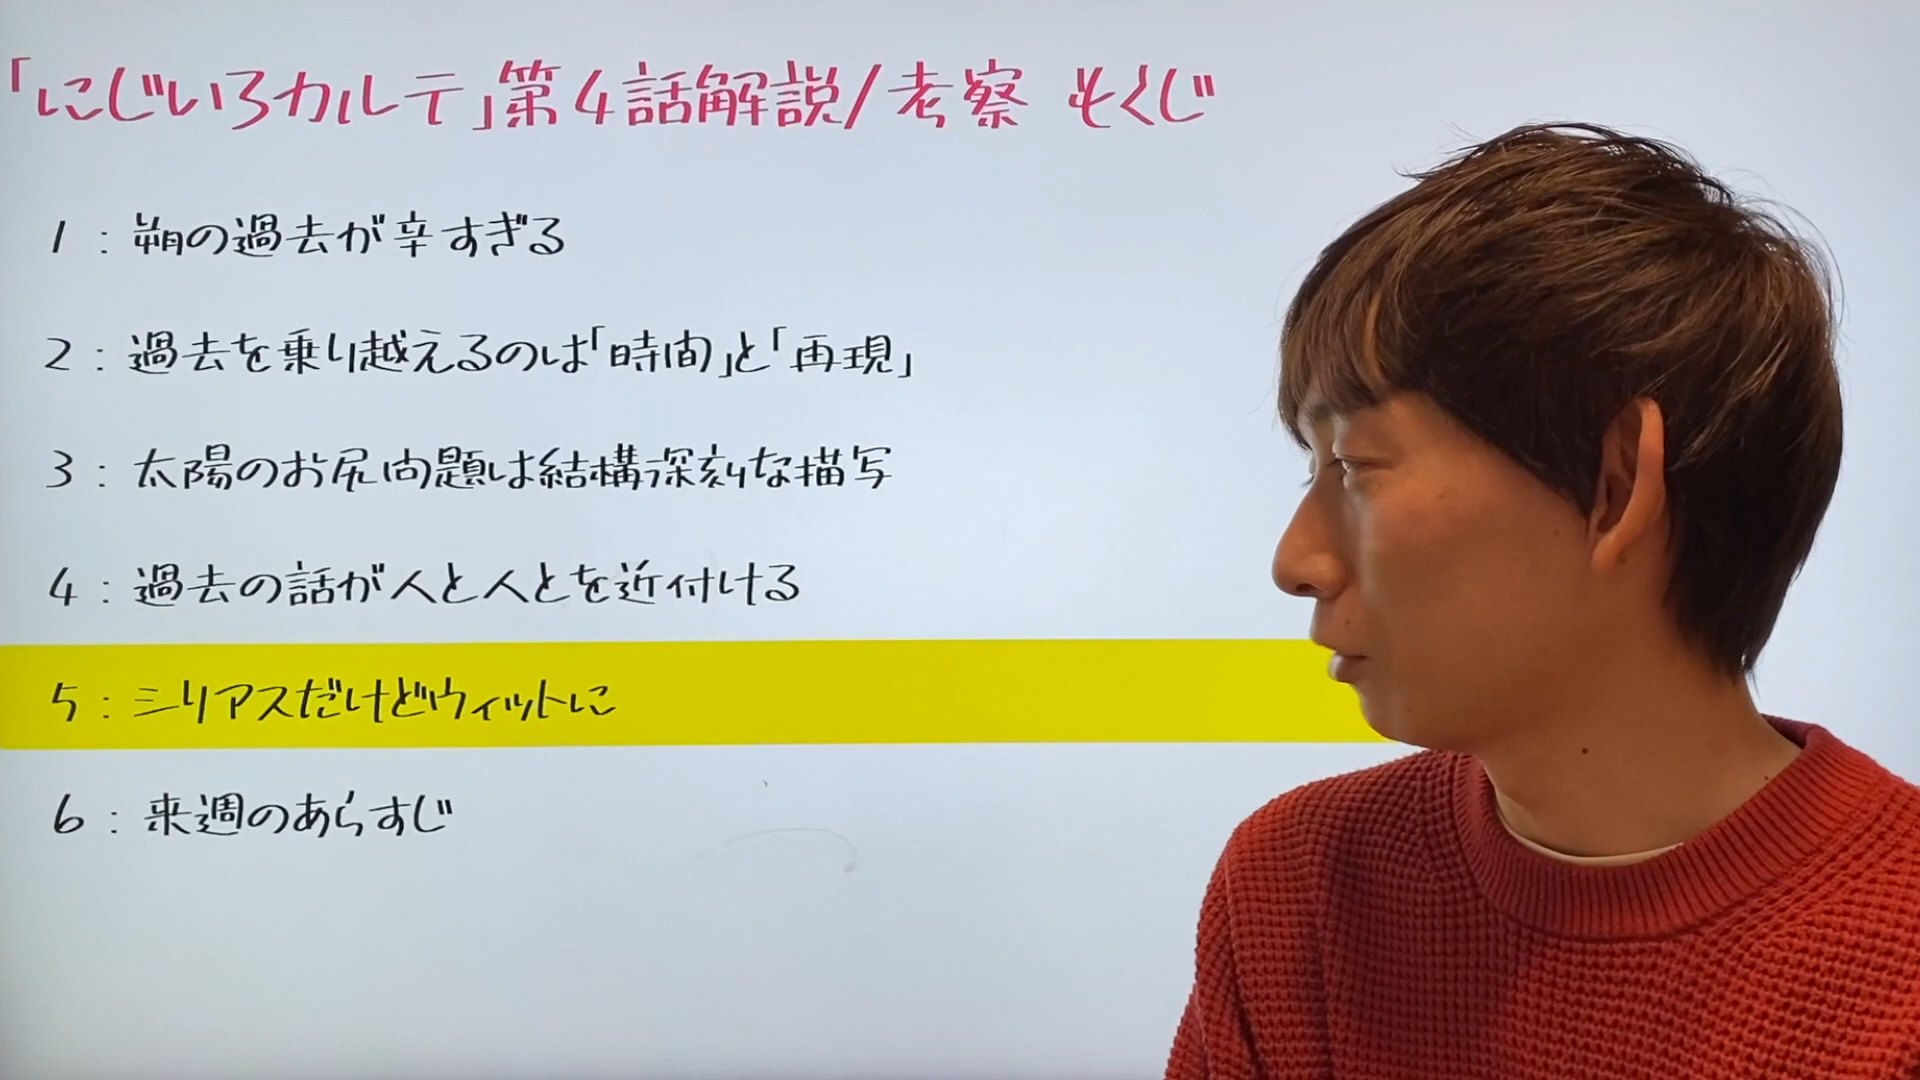 「にじいろカルテ」第4話解説/考察 もくじ
1:朔の過去が辛すぎる
2:過去を乗り越えるのは「時間」と「再現」
3:太陽のお尻問題は結構深刻な描写
4:過去の話が人と人とを近付ける
5:シリアスだけどウィットに
6:来週のあらすじ